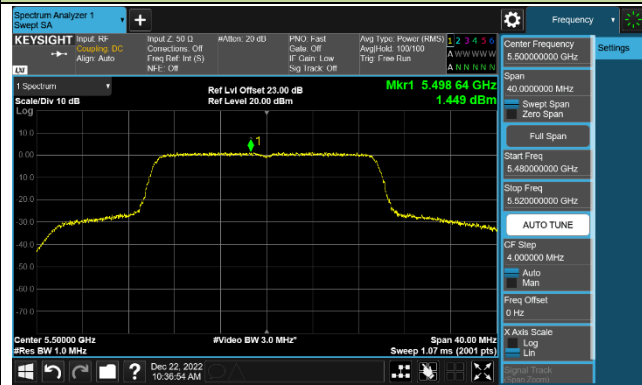 Spectrum Analyzer 1
Swept SA
Frequency
KEYSIGHT
Input: RF
Coupling: DC
Align: Auto
Input Z: 50 Ω
Corrections: Off
Freq Ref: Int (S)
NFE: Off
#Atten: 20 dB
PNO: Fast
Gate: Off
IF Gain: Low
Sig Track: Off
Avg Type: Power (RMS)
Avg|Hold: 100/100
Trig: Free Run
1 2 3 4 5 6
A W W W W W
A N N N N N
LXI
1 Spectrum
Scale/Div 10 dB
Ref Lvl Offset 23.00 dB
Ref Level 20.00 dBm
Mkr1 5.498 64 GHz
1.449 dBm
Log
10.0
0.00
-10.0
-20.0
-30.0
-40.0
-50.0
-60.0
-70.0
1
Center 5.50000 GHz
#Res BW 1.0 MHz
#Video BW 3.0 MHz*
Span 40.00 MHz
Sweep 1.07 ms (2001 pts)
Dec 22, 2022
10:36:54 AM
Center Frequency
5.500000000 GHz
Settings
Span
40.0000000 MHz
Swept Span
Zero Span
Full Span
Start Freq
5.480000000 GHz
Stop Freq
5.520000000 GHz
AUTO TUNE
CF Step
4.000000 MHz
Auto
Man
Freq Offset
0 Hz
X Axis Scale
Log
Lin
Signal Track
(Span Zoom)